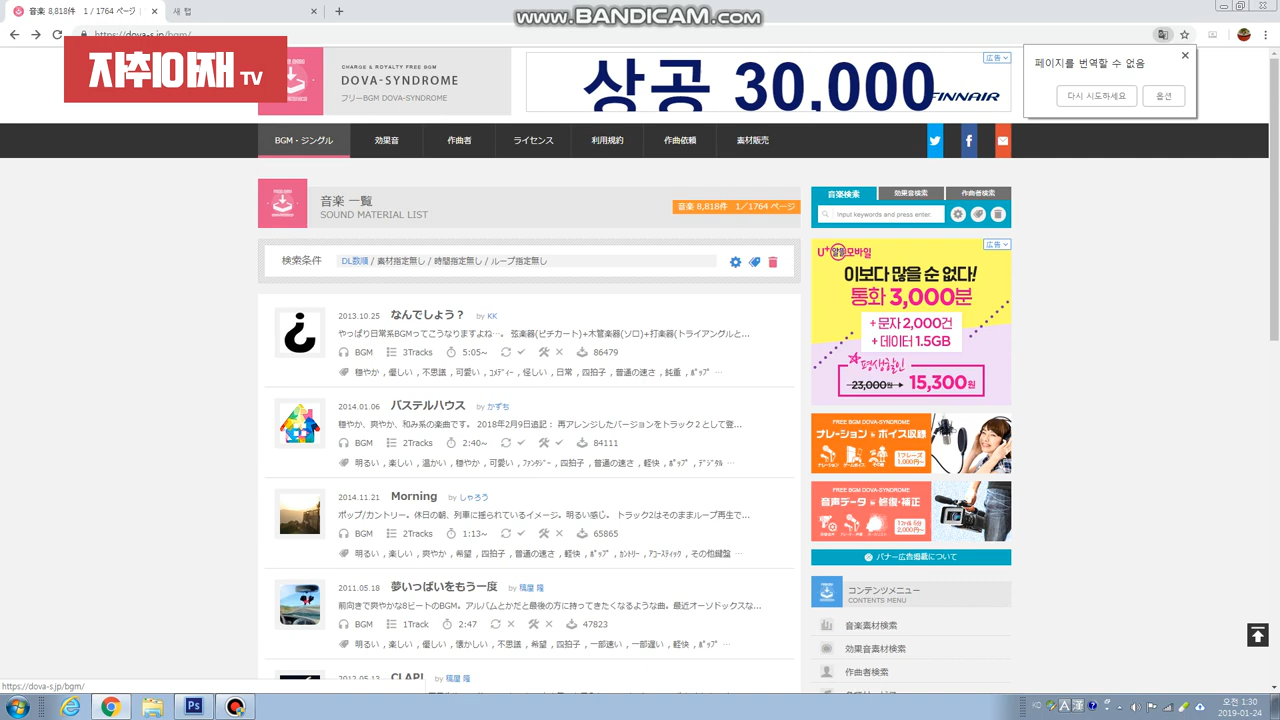 音楽 8,818件 1 / 1764 ページ
새 탭
WWW.BANDICAM.COM
https://dova-s.jp/bgm/
자취이재 TV
CHARGE & ROYALTY FREE BGM
DOVA-SYNDROME
フリーBGM DOVA-SYNDROME
広告
상공 30,000
FINNAIR
페이지를 번역할 수 없음
다시 시도하세요
옵션
BGM・ジングル
効果音
作曲者
ライセンス
利用規約
作曲依頼
素材販売
音楽 一覧
SOUND MATERIAL LIST
音楽 8,818件 1／1764 ページ
音楽検索
効果音検索
作曲者検索
Input keywords and press enter.
検索条件
DL数順 / 素材指定無し / 時間指定無し / ループ指定無し
2013.10.25 なんでしょう？ by KK
やっぱり日常系BGMってこうなりますよね…。 弦楽器(ピチカート)+木管楽器(ソロ)+打楽器(トライアングルと...
BGM 3Tracks 5:05~ 86479
穏やか , 優しい , 不思議 , 可愛い , ｺﾒﾃﾞｨｰ , 怪しい , 日常 , 四拍子 , 普通の速さ , 純重 , ﾎﾟｯﾌﾟ …
2014.01.06 パステルハウス by かずち
穏やか、爽やか、和み系の楽曲です。 2018年2月9日追記： 再アレンジしたバージョンをトラック２として登...
BGM 2Tracks 2:40~ 84111
明るい , 楽しい , 温かい , 穏やか , 可愛い , ﾌｧﾝﾀｼﾞｰ , 四拍子 , 普通の速さ , 軽快 , ﾎﾟｯﾌﾟ , ﾃﾞｼﾞﾀﾙ …
2014.11.21 Morning by しゃろう
ポップ/カントリー。休日の朝、何事にも囚られているイメージ。明るい感じ。 トラック2はそのままループ再生で...
BGM 2Tracks 1:13~ 65865
明るい , 楽しい , 爽やか , 希望 , 四拍子 , 普通の速さ , 軽快 , ﾎﾟｯﾌﾟ , ｶﾝﾄﾘｰ , ｱｺｰｽﾃｨｯｸ , その他鍵盤 …
2011.05.18 夢いっぱいをもう一度 by 稿屋 隆
前向きで爽やかな8ビートのBGM。アルバムとかだと最後の方に持ってきたくなるような曲。最近オーソドックスな...
BGM 1Track 2:47 47823
明るい , 楽しい , 優しい , 懐かしい , 不思議 , 希望 , 四拍子 , 一部速い , 一部遅い , 軽快 , ﾎﾟｯﾌﾟ …
CLAP!
広告
U+알뜰모바일
이보다 많을 순 없다!
통화 3,000분
+ 문자 2,000건
+ 데이터 1.5GB
평생할인
23,000원
15,300원
FREE BGM DOVA-SYNDROME
ナレーション & ボイス収録
1フレーズ
1,000円~
FREE BGM DOVA-SYNDROME
音声データの修復・補正
2,000円~
バナー広告掲載について
コンテンツメニュー
CONTENTS MENU
音楽素材検索
効果音素材検索
作曲者検索
https://dova-s.jp/bgm/
Ps
오전 1:30
2019-01-24